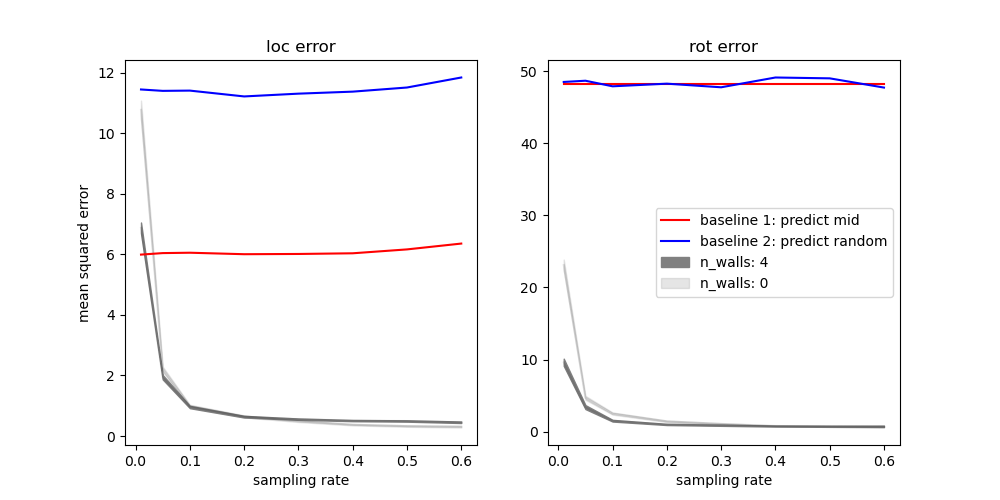 loc error
mean squared error
12
10
8
6
4
2
0
0.0 0.1 0.2 0.3 0.4 0.5 0.6
sampling rate
rot error
50
40
30
20
10
0
baseline 1: predict mid
baseline 2: predict random
n_walls: 4
n_walls: 0
0.0 0.1 0.2 0.3 0.4 0.5 0.6
sampling rate